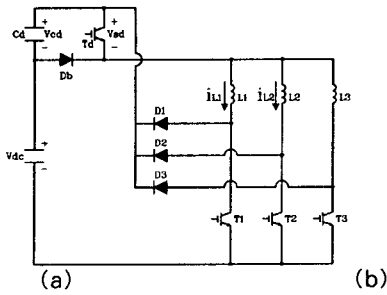 + +
Cd Vcd Td Vsd
- -
Db
iL1 L1 iL2 L2 L3
D1
+
Vdc D2
-
D3
T1 T2 T3
(a) (b)